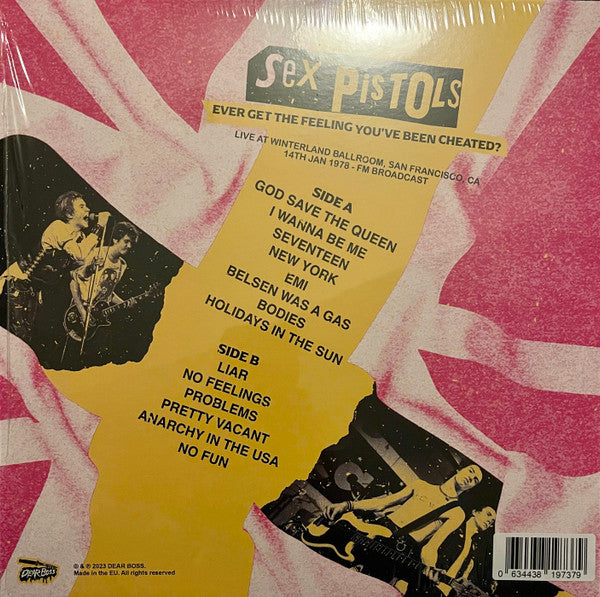 Sex PiSTOLs
EVER GET THE FEELING YOU'VE BEEN CHEATED?
LIVE AT WINTERLAND BALLROOM, SAN FRANCISCO, CA
14TH JAN 1978 - FM BROADCAST
SIDE A
GOD SAVE THE QUEEN
I WANNA BE ME
SEVENTEEN
NEW YORK
EMI
BELSEN WAS A GAS
BODIES
HOLIDAYS IN THE SUN
SIDE B
LIAR
NO FEELINGS
PROBLEMS
PRETTY VACANT
ANARCHY IN THE USA
NO FUN
DEAR BOSS
© & ℗ 2023 DEAR BOSS.
Made in the EU. All rights reserved
0 634438 197379